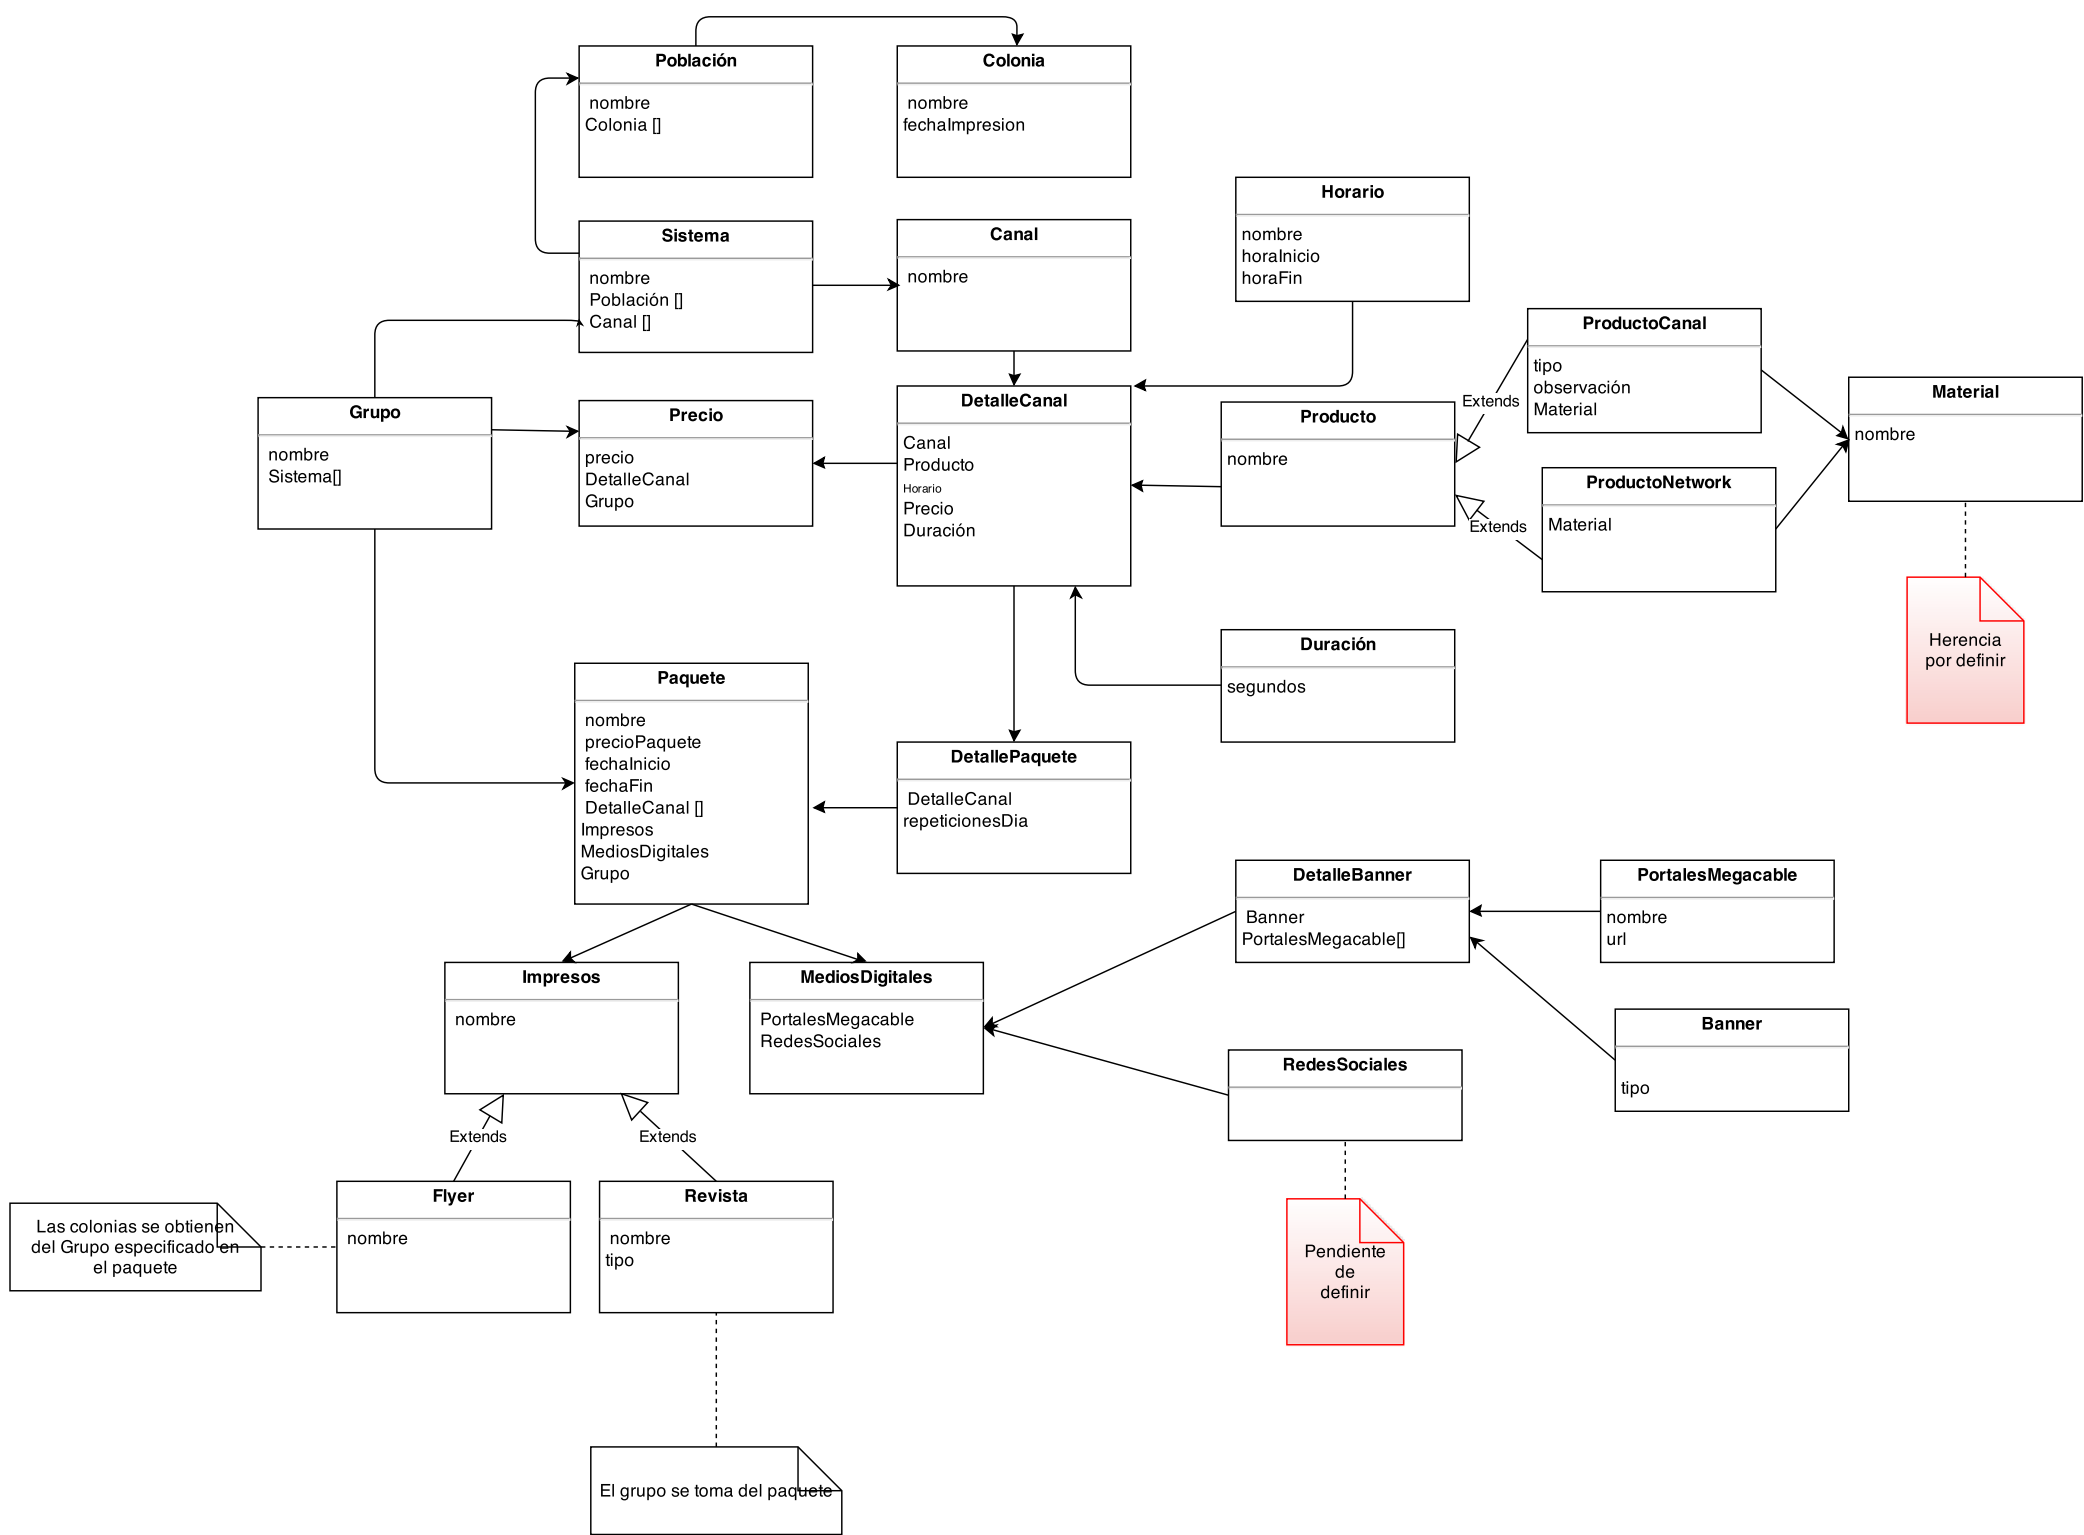 Población
nombre
Colonia []
Colonia
nombre
fechaImpresion
Horario
nombre
horaInicio
horaFin
Sistema
nombre
Población []
Canal []
Canal
nombre
ProductoCanal
tipo
observación
Material
Material
nombre
Grupo
nombre
Sistema[]
Precio
precio
DetalleCanal
Grupo
DetalleCanal
Canal
Producto
Horario
Precio
Duración
Producto
nombre
Extends
Extends
ProductoNetwork
Material
Herencia
por definir
Duración
segundos
Paquete
nombre
precioPaquete
fechaInicio
fechaFin
DetalleCanal []
Impresos
MediosDigitales
Grupo
DetallePaquete
DetalleCanal
repeticionesDia
DetalleBanner
Banner
PortalesMegacable[]
PortalesMegacable
nombre
url
Impresos
nombre
MediosDigitales
PortalesMegacable
RedesSociales
Banner
tipo
RedesSociales
Extends
Extends
Flyer
nombre
Revista
nombre
tipo
Las colonias se obtienen
del Grupo especificado en
el paquete
Pendiente
de
definir
El grupo se toma del paquete